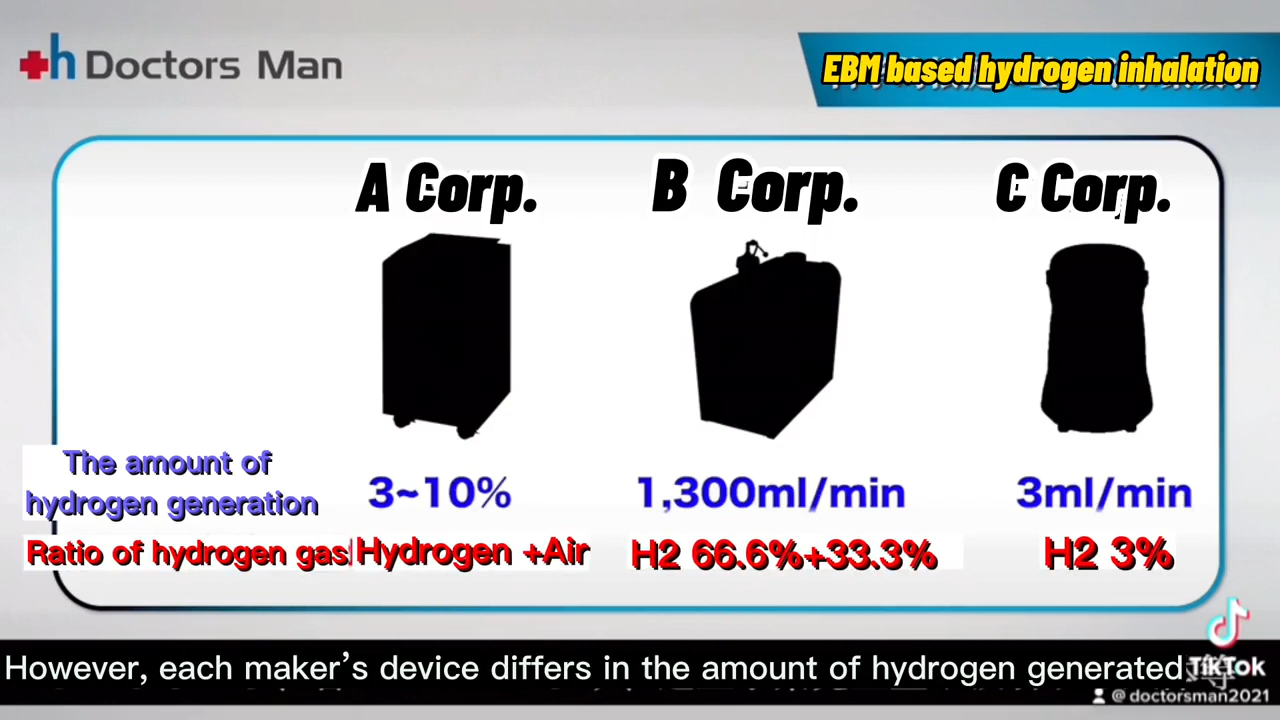 h Doctors Man
EBM based hydrogen inhalation
A Corp.
B Corp.
C Corp.
The amount of
hydrogen generation
3~10%
1,300ml/min
3ml/min
Ratio of hydrogen gas
Hydrogen +Air
H2 66.6%+33.3%
H2 3%
However, each maker's device differs in the amount of hydrogen generated.
TikTok
@doctorsman2021